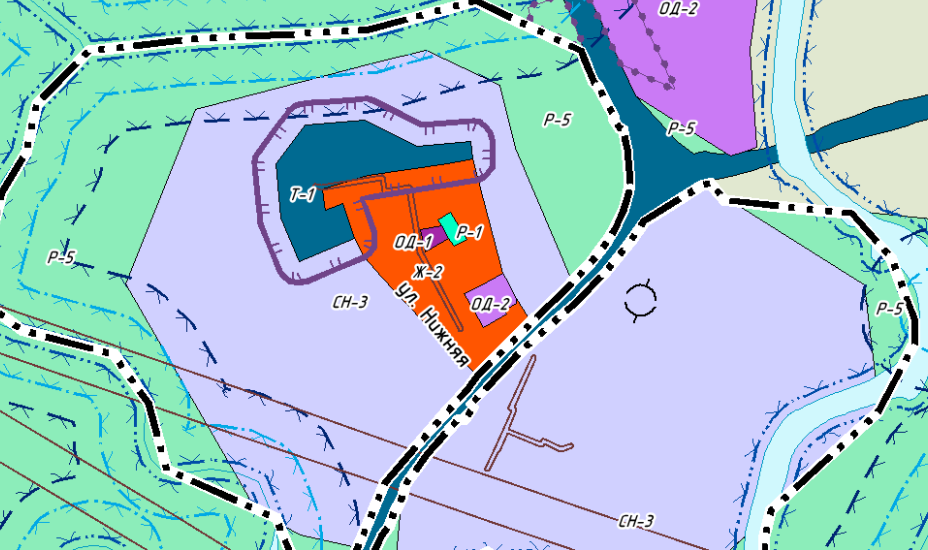 ОД-2
Р-5
Р-5
Т-1
ОД-1
Р-1
Р-5
Ж-2
СН-3
ул. Нижняя
ОД-2
Р-5
СН-3